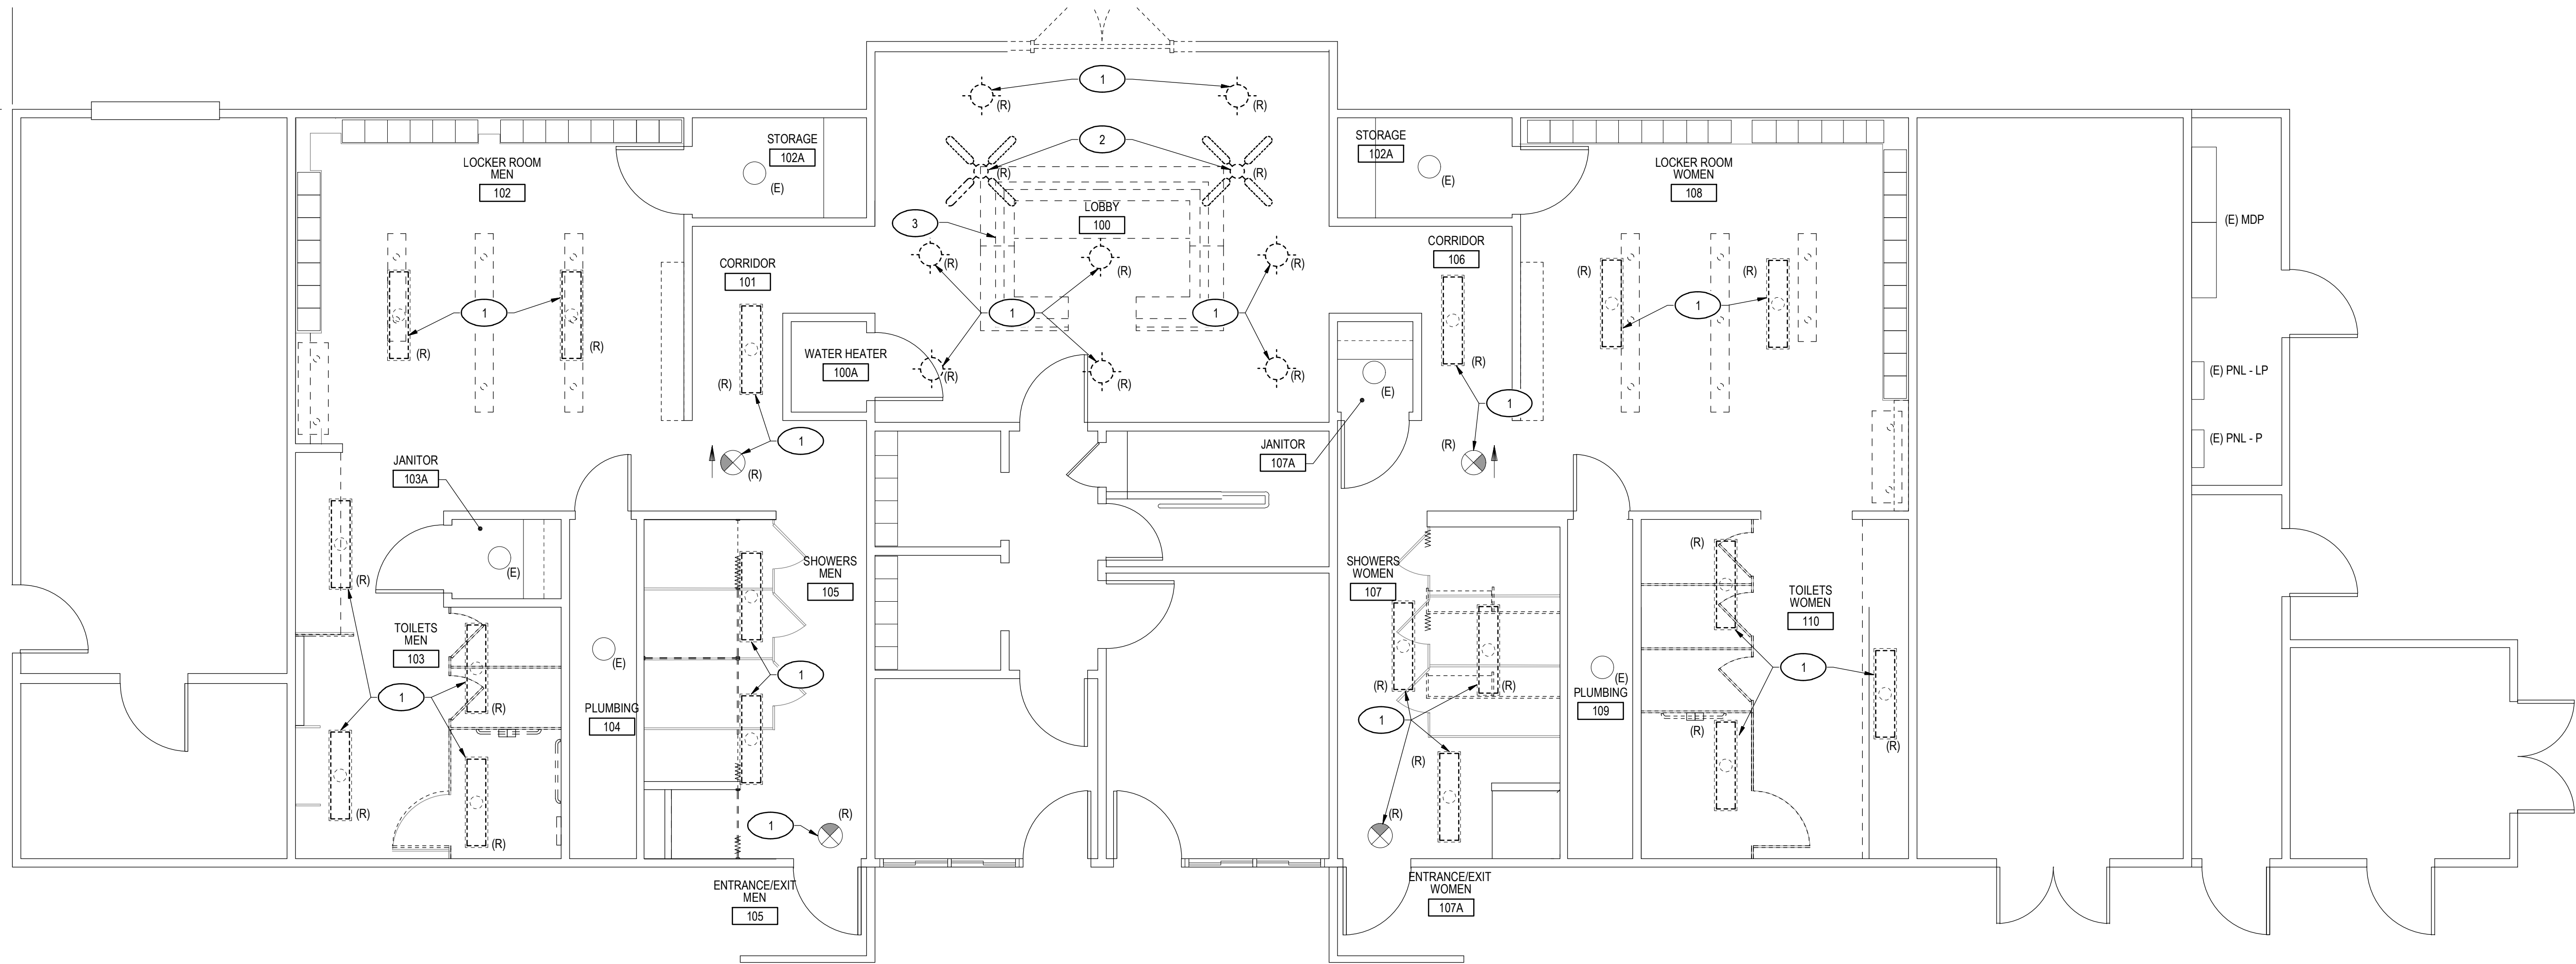 1
(R)
(R)
STORAGE
102A
(E)
2
(R)
(R)
STORAGE
102A
(E)
LOCKER ROOM
MEN
102
LOCKER ROOM
WOMEN
108
LOBBY
100
3
(E) MDP
CORRIDOR
101
CORRIDOR
106
(R)
(R)
(R)
(R)
(R)
1
1
1
1
(R)
(R)
WATER HEATER
100A
(R)
(R)
(R)
(R)
(R)
(E)
(E) PNL - LP
1
1
(R)
(R)
JANITOR
107A
(E) PNL - P
JANITOR
103A
(E)
(R)
SHOWERS
MEN
105
SHOWERS
WOMEN
107
(R)
TOILETS
WOMEN
110
TOILETS
MEN
103
(E)
(E)
1
1
1
(R)
(R)
(R)
PLUMBING
104
PLUMBING
109
1
(R)
(R)
(R)
(R)
(R)
1
(R)
(R)
ENTRANCE/EXIT
MEN
105
ENTRANCE/EXIT
WOMEN
107A